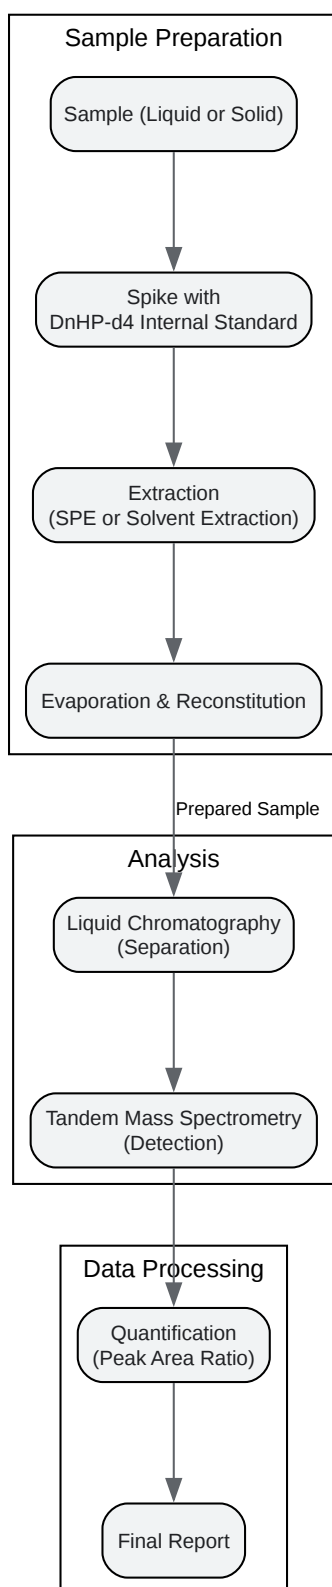 Sample Preparation
Sample (Liquid or Solid)
Spike with
DnHP-d4 Internal Standard
Extraction
(SPE or Solvent Extraction)
Evaporation & Reconstitution
Prepared Sample
Analysis
Liquid Chromatography
(Separation)
Tandem Mass Spectrometry
(Detection)
Data Processing
Quantification
(Peak Area Ratio)
Final Report